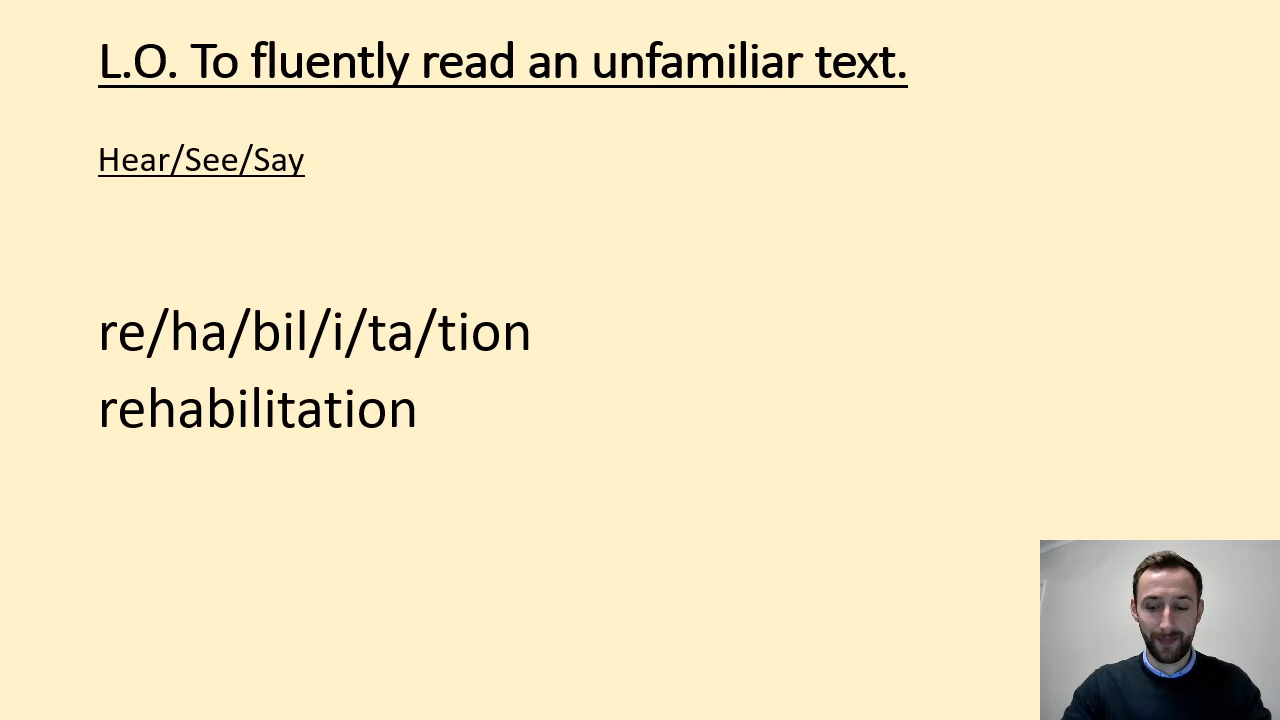 L.O. To fluently read an unfamiliar text.
Hear/See/Say
re/ha/bil/i/ta/tion
rehabilitation